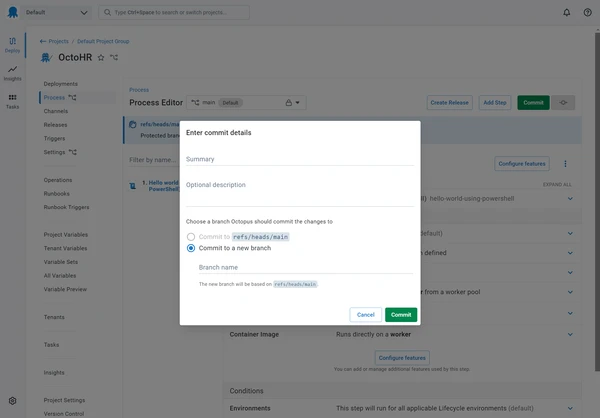 Default
Type Ctrl+Space to search or switch projects...
Deploy
Insights
Tasks
Projects / Default Project Group
OctoHR
Deployments
Process
Channels
Releases
Triggers
Settings
Operations
Runbooks
Runbook Triggers
Project Variables
Tenant Variables
Variable Sets
All Variables
Variable Preview
Tenants
Tasks
Insights
Project Settings
Version Control
Process
Process Editor
main
Default
Create Release
Add Step
Commit
refs/heads/ma
Protected bran
Filter by name...
Configure features
EXPAND ALL
1. Hello world
PowerShell
hello-world-using-powershell
(default)
n defined
e from a worker pool
Container Image
Runs directly on a worker
Configure features
You can add or manage additional features used by this step.
Conditions
Environments
This step will run for all applicable Lifecycle environments (default)
Enter commit details
Summary
Optional description
Choose a branch Octopus should commit the changes to
Commit to refs/heads/main
Commit to a new branch
Branch name
The new branch will be based on refs/heads/main.
Cancel
Commit